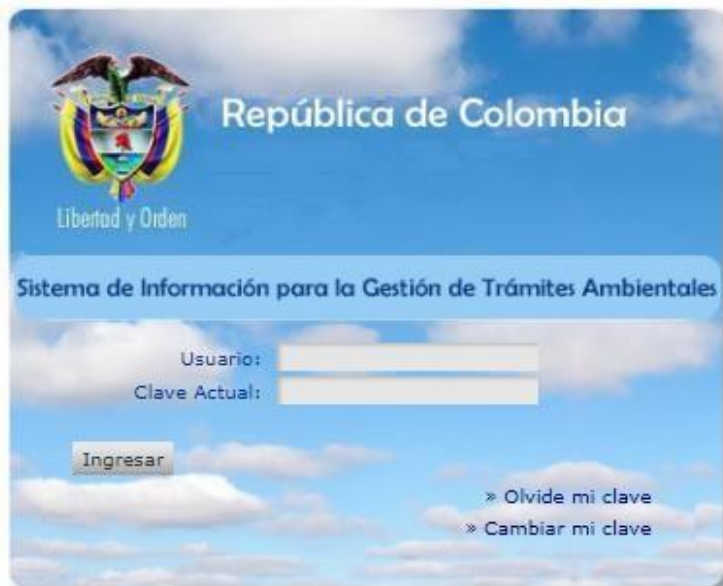 República de Colombia
Libertad y Orden
Sistema de Información para la Gestión de Trámites Ambientales
Usuario:
Clave Actual:
Ingresar
» Olvide mi clave
» Cambiar mi clave